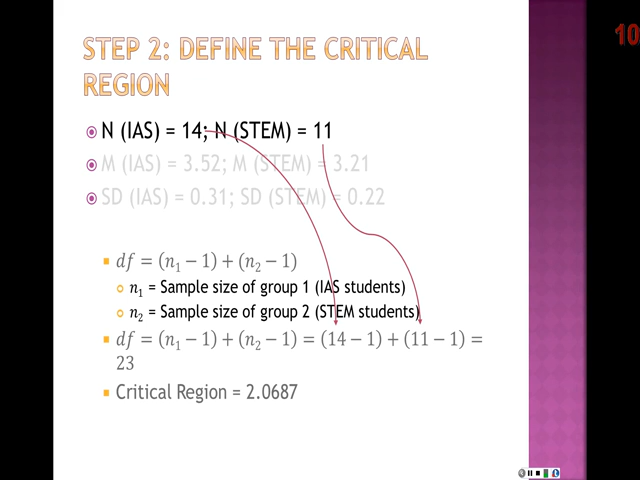 STEP 2: DEFINE THE CRITICAL
REGION
10
N (IAS) = 14; N (STEM) = 11
M (IAS) = 3.52; M (STEM) = 3.21
SD (IAS) = 0.31; SD (STEM) = 0.22
𝑑𝑓 = (𝑛₁ − 1) + (𝑛₂ − 1)
𝑛₁ = Sample size of group 1 (IAS students)
𝑛₂ = Sample size of group 2 (STEM students)
𝑑𝑓 = (𝑛₁ − 1) + (𝑛₂ − 1) = (14 − 1) + (11 − 1) =
23
Critical Region = 2.0687